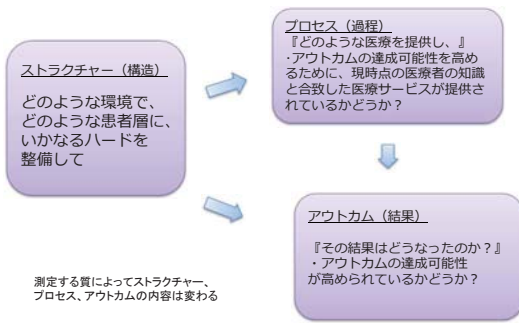 ストラクチャー（構造）
どのような環境で、
どのような患者層に、
いかなるハードを
整備して
プロセス（過程）
『どのような医療を提供し、』
・アウトカムの達成可能性を高め
るために、現時点の医療者の知識
と合致した医療サービスが提供さ
れているかどうか？
アウトカム（結果）
『その結果はどうなったのか？』
・アウトカムの達成可能性
が高められているかどうか？
測定する質によってストラクチャー、
プロセス、アウトカムの内容は変わる